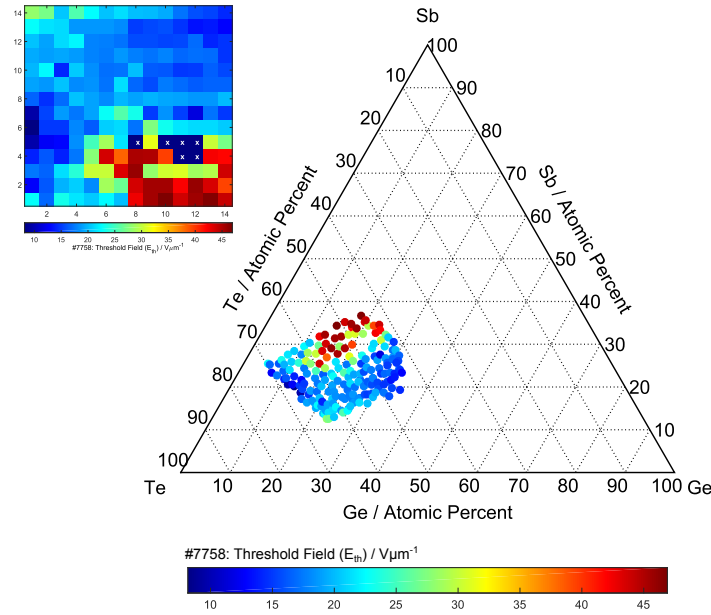 14
12
10
8
6
4
2
x x x x
x x
2 4 6 8 10 12 14
10 15 20 25 30 35 40 45
#7758: Threshold Field (Eth) / Vµm-1
Sb
100
10 90
20 80
30 70
40 60
50 50
60 40
70 30
80 20
90 10
100
Te / Atomic Percent
Sb / Atomic Percent
Te 10 20 30 40 50 60 70 80 90 100 Ge
Ge / Atomic Percent
#7758: Threshold Field (Eth) / Vµm-1
10 15 20 25 30 35 40 45